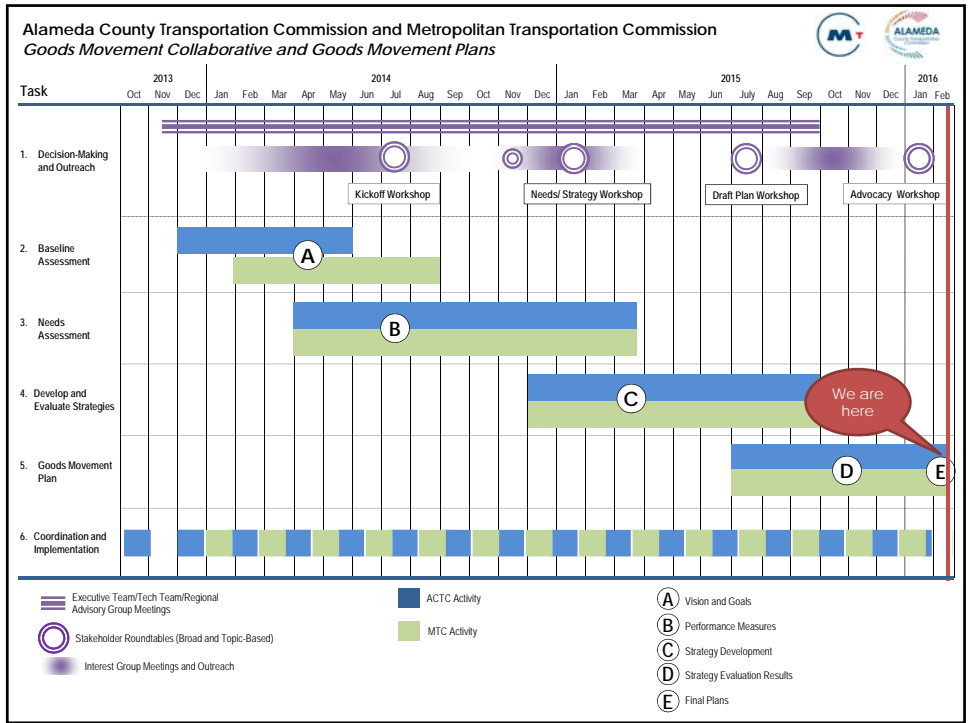 Alameda County Transportation Commission and Metropolitan Transportation Commission
Goods Movement Collaborative and Goods Movement Plans
M T
ALAMEDA
County Transportation
Commission
2013 2014 2015 2016
Task
Oct Nov Dec Jan Feb Mar Apr May Jun Jul Aug Sep Oct Nov Dec Jan Feb Mar Apr May Jun July Aug Sep Oct Nov Dec Jan Feb
1. Decision-Making
and Outreach
Kickoff Workshop
Needs/ Strategy Workshop
Draft Plan Workshop
Advocacy Workshop
2. Baseline
Assessment
A
3. Needs
Assessment
B
4. Develop and
Evaluate Strategies
C
We are
here
5. Goods Movement
Plan
D
E
6. Coordination and
Implementation
Executive Team/Tech Team/Regional
Advisory Group Meetings
Stakeholder Roundtables (Broad and Topic-Based)
Interest Group Meetings and Outreach
ACTC Activity
MTC Activity
A Vision and Goals
B Performance Measures
C Strategy Development
D Strategy Evaluation Results
E Final Plans